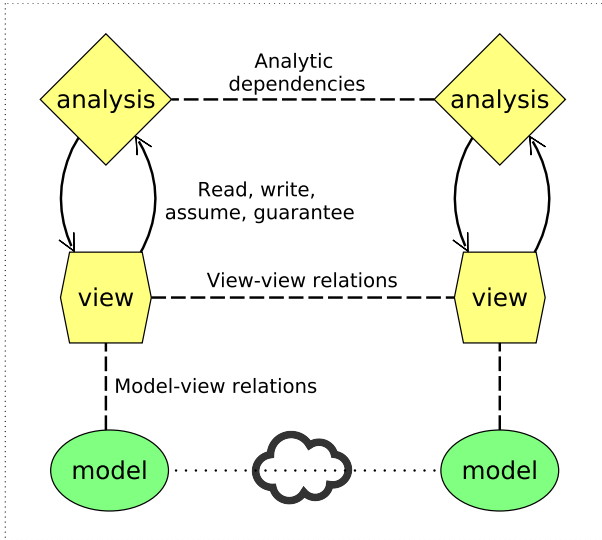 Analytic
dependencies
analysis
analysis
Read, write,
assume, guarantee
View-view relations
view
view
Model-view relations
model
model